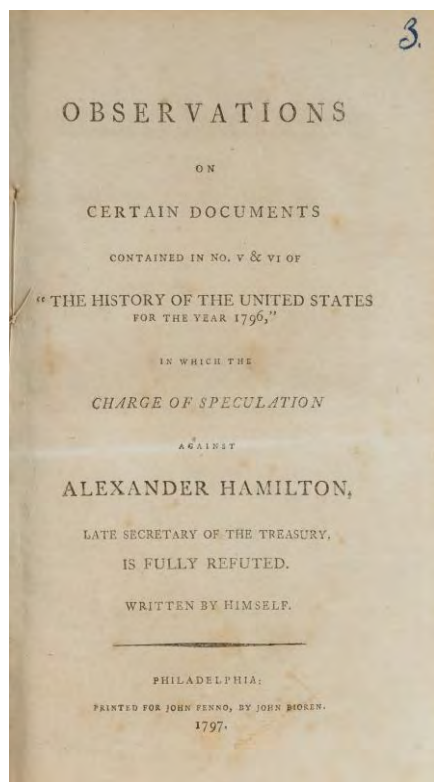 3.
OBSERVATIONS
ON
CERTAIN DOCUMENTS
CONTAINED IN NO. V & VI OF
“THE HISTORY OF THE UNITED STATES
FOR THE YEAR 1796,”
IN WHICH THE
CHARGE OF SPECULATION
AGAINST
ALEXANDER HAMILTON,
LATE SECRETARY OF THE TREASURY,
IS FULLY REFUTED.
WRITTEN BY HIMSELF.
PHILADELPHIA:
PRINTED FOR JOHN FENNO, BY JOHN BIOREN.
1797.